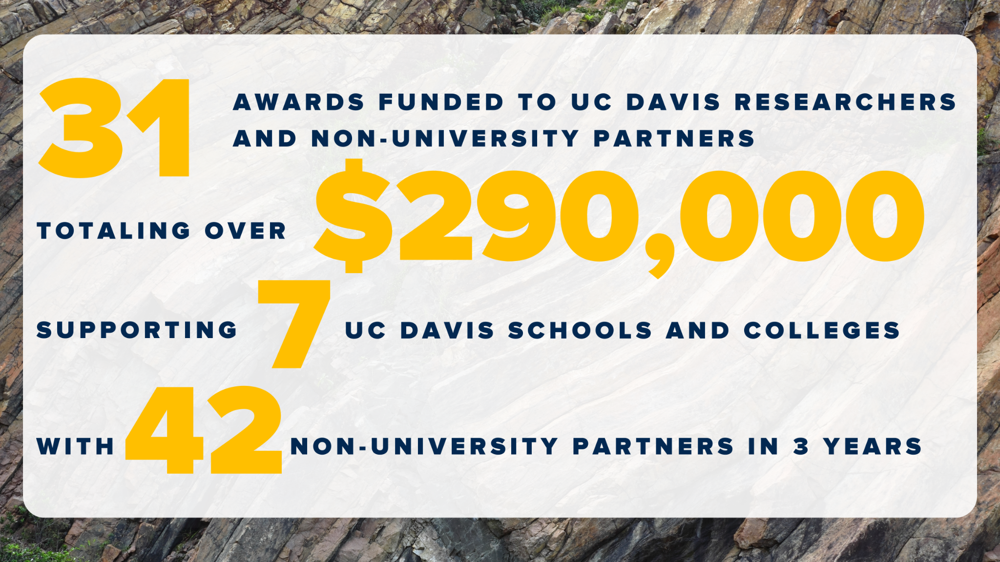 31 AWARDS FUNDED TO UC DAVIS RESEARCHERS
AND NON-UNIVERSITY PARTNERS
TOTALING OVER $290,000
SUPPORTING 7 UC DAVIS SCHOOLS AND COLLEGES
WITH 42 NON-UNIVERSITY PARTNERS IN 3 YEARS